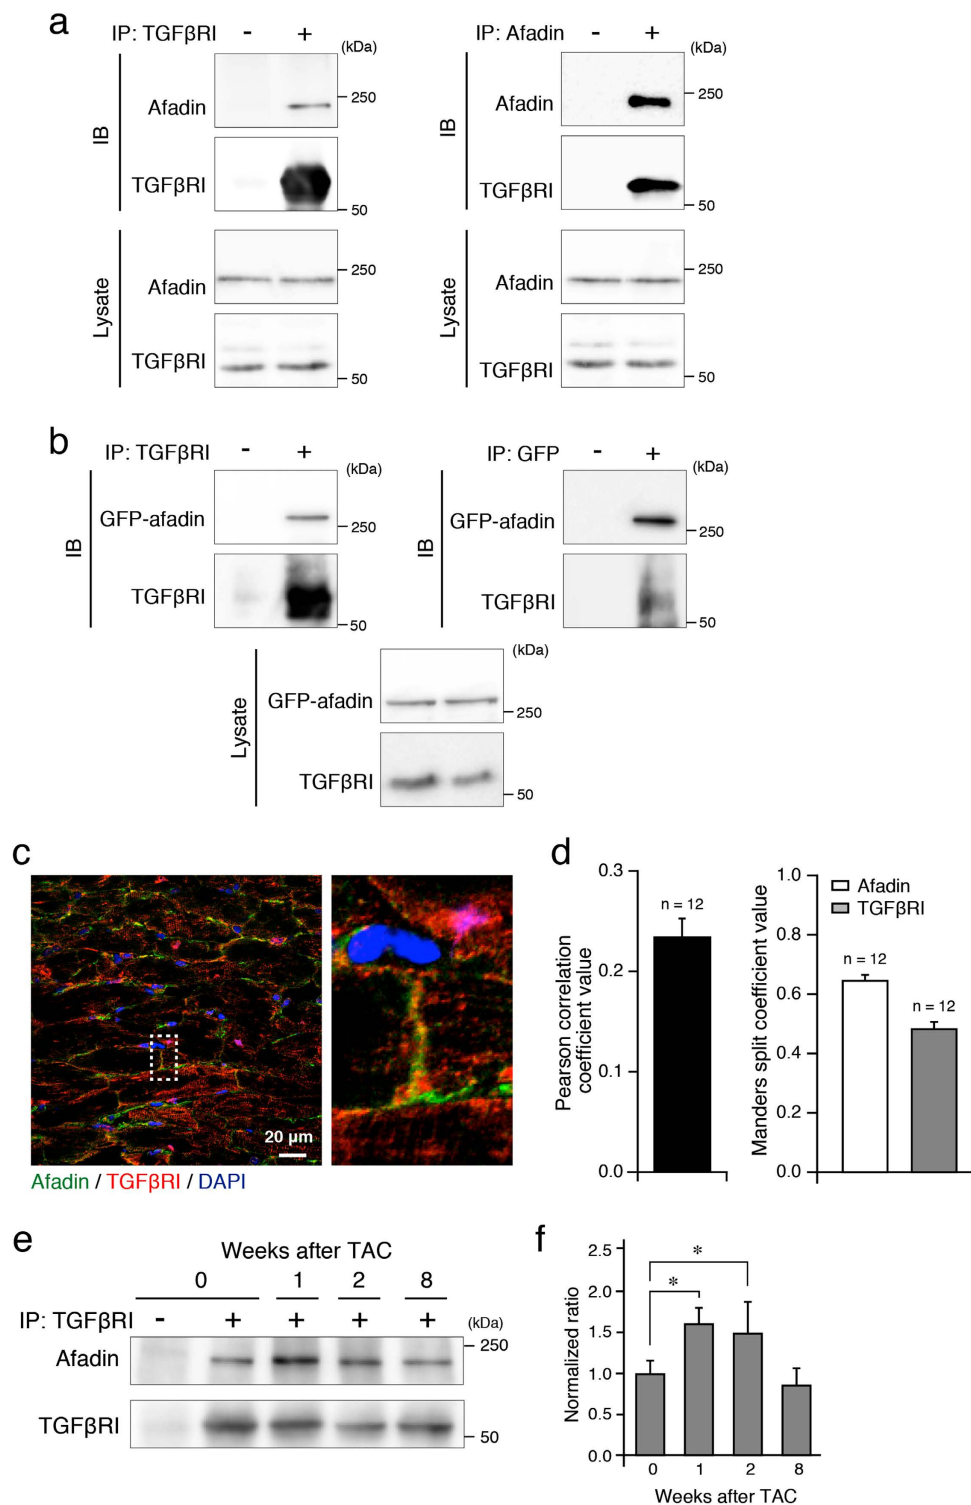 a
IP: TGFβRI - +
(kDa)
IB
Afadin
250
TGFβRI
50
Lysate
Afadin
250
TGFβRI
50
IP: Afadin - +
(kDa)
IB
Afadin
250
TGFβRI
50
Lysate
Afadin
250
TGFβRI
50
b
IP: TGFβRI - +
(kDa)
IB
GFP-afadin
250
TGFβRI
50
IP: GFP - +
(kDa)
IB
GFP-afadin
250
TGFβRI
50
(kDa)
Lysate
GFP-afadin
250
TGFβRI
50
c
20 µm
Afadin / TGFβRI / DAPI
d
Pearson correlation
coefficient value
0.3
0.2
0.1
0.0
n = 12
Manders split coefficient value
1.0
0.8
0.6
0.4
0.2
0.0
Afadin
TGFβRI
n = 12
n = 12
e
Weeks after TAC
0 1 2 8
IP: TGFβRI - + + + +
(kDa)
Afadin
250
TGFβRI
50
f
Normalized ratio
2.5
2.0
1.5
1.0
0.5
0.0
*
*
0 1 2 8
Weeks after TAC